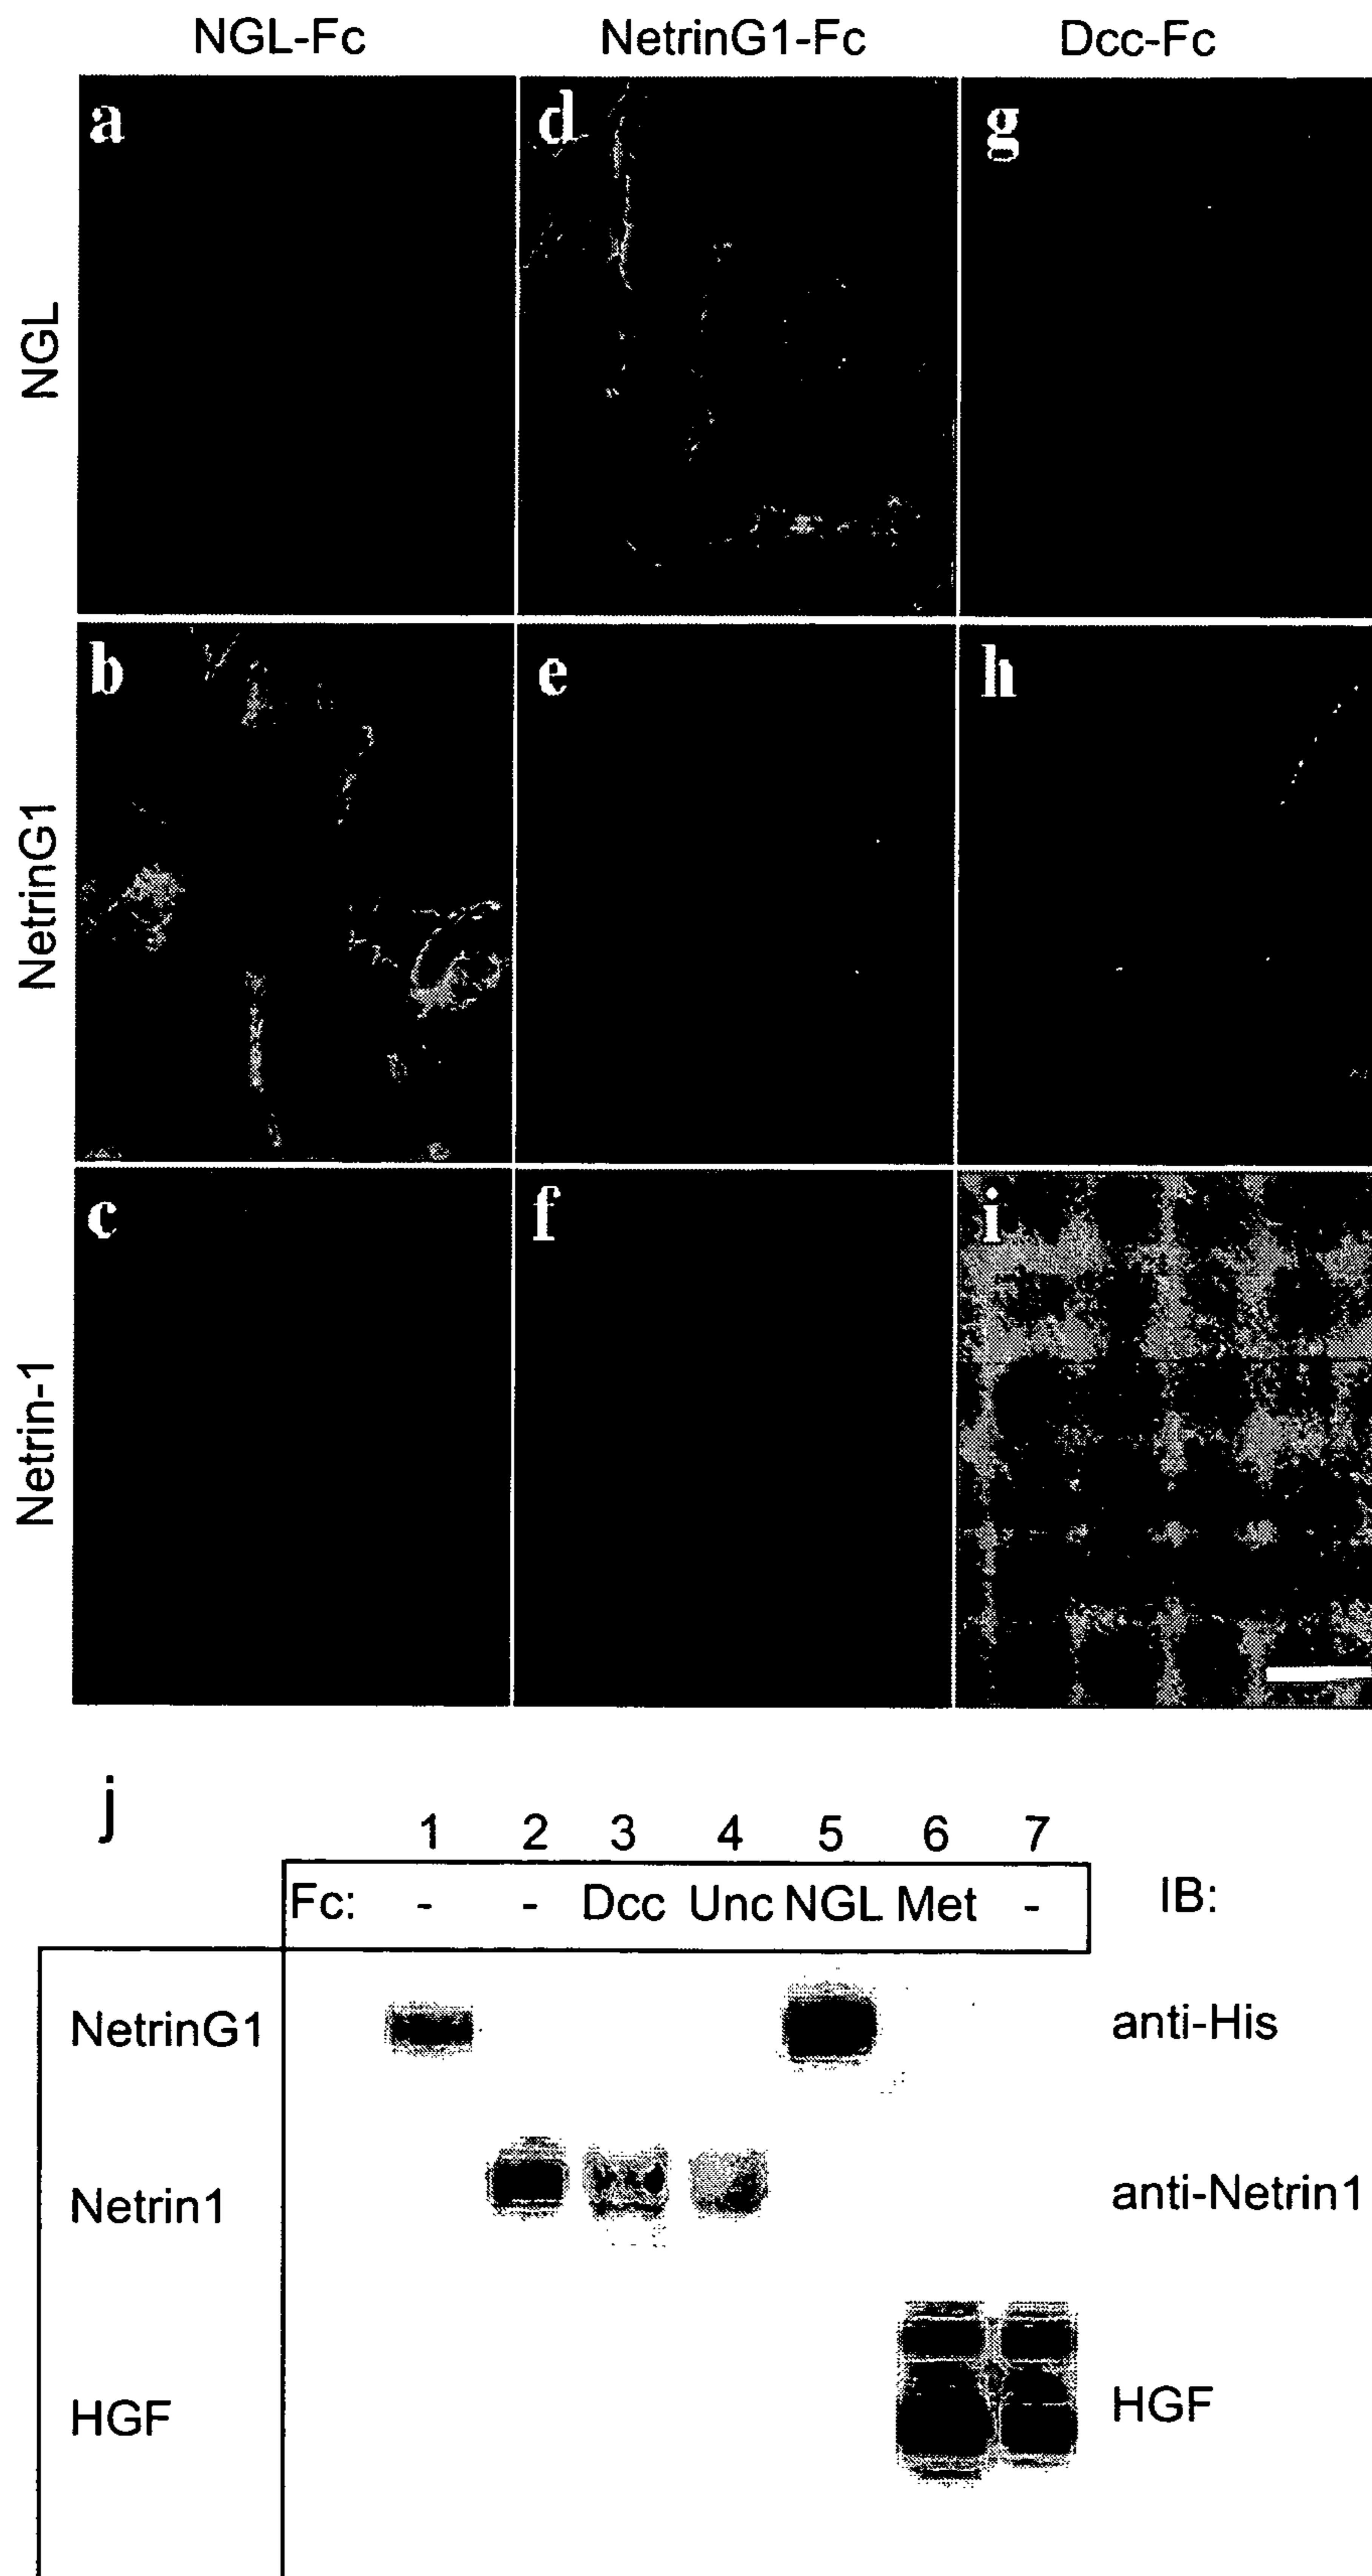 NGL-Fc NetrinG1-Fc Dcc-Fc
a d g
NGL
b e h
NetrinG1
c f i
Netrin-1
j
1 2 3 4 5 6 7
Fc: - - Dcc Unc NGL Met - IB:
NetrinG1 anti-His
Netrin1 anti-Netrin1
HGF HGF